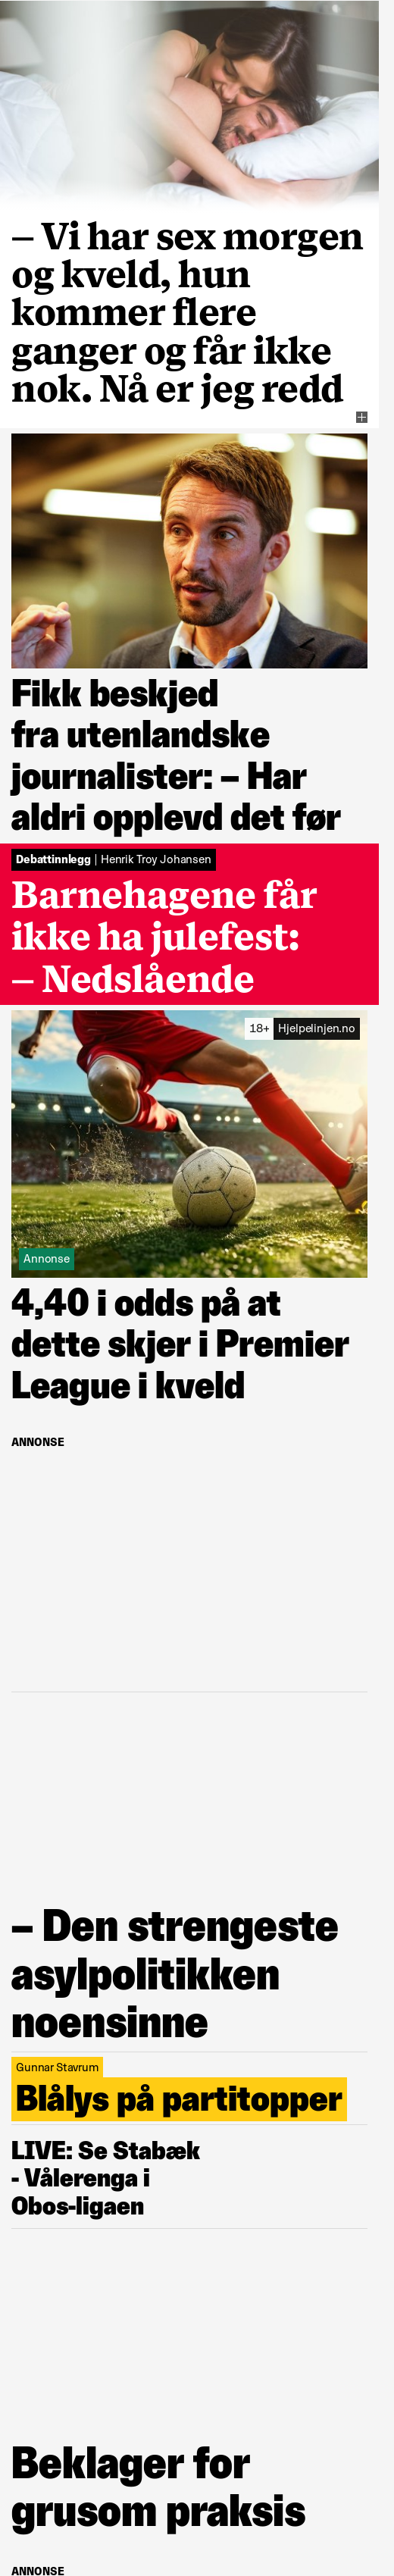 – Vi har sex morgen
og kveld, hun
kommer flere
ganger og får ikke
nok. Nå er jeg redd
Fikk beskjed
fra utenlandske
journalister: – Har
aldri opplevd det før
Debattinnlegg | Henrik Troy Johansen
Barnehagene får
ikke ha julefest:
– Nedslående
18+ Hjelpelinjen.no
Annonse
4,40 i odds på at
dette skjer i Premier
League i kveld
ANNONSE
– Den strengeste
asylpolitikken
noensinne
Gunnar Stavrum
Blålys på partitopper
LIVE: Se Stabæk
- Vålerenga i
Obos-ligaen
Beklager for
grusom praksis
ANNONSE